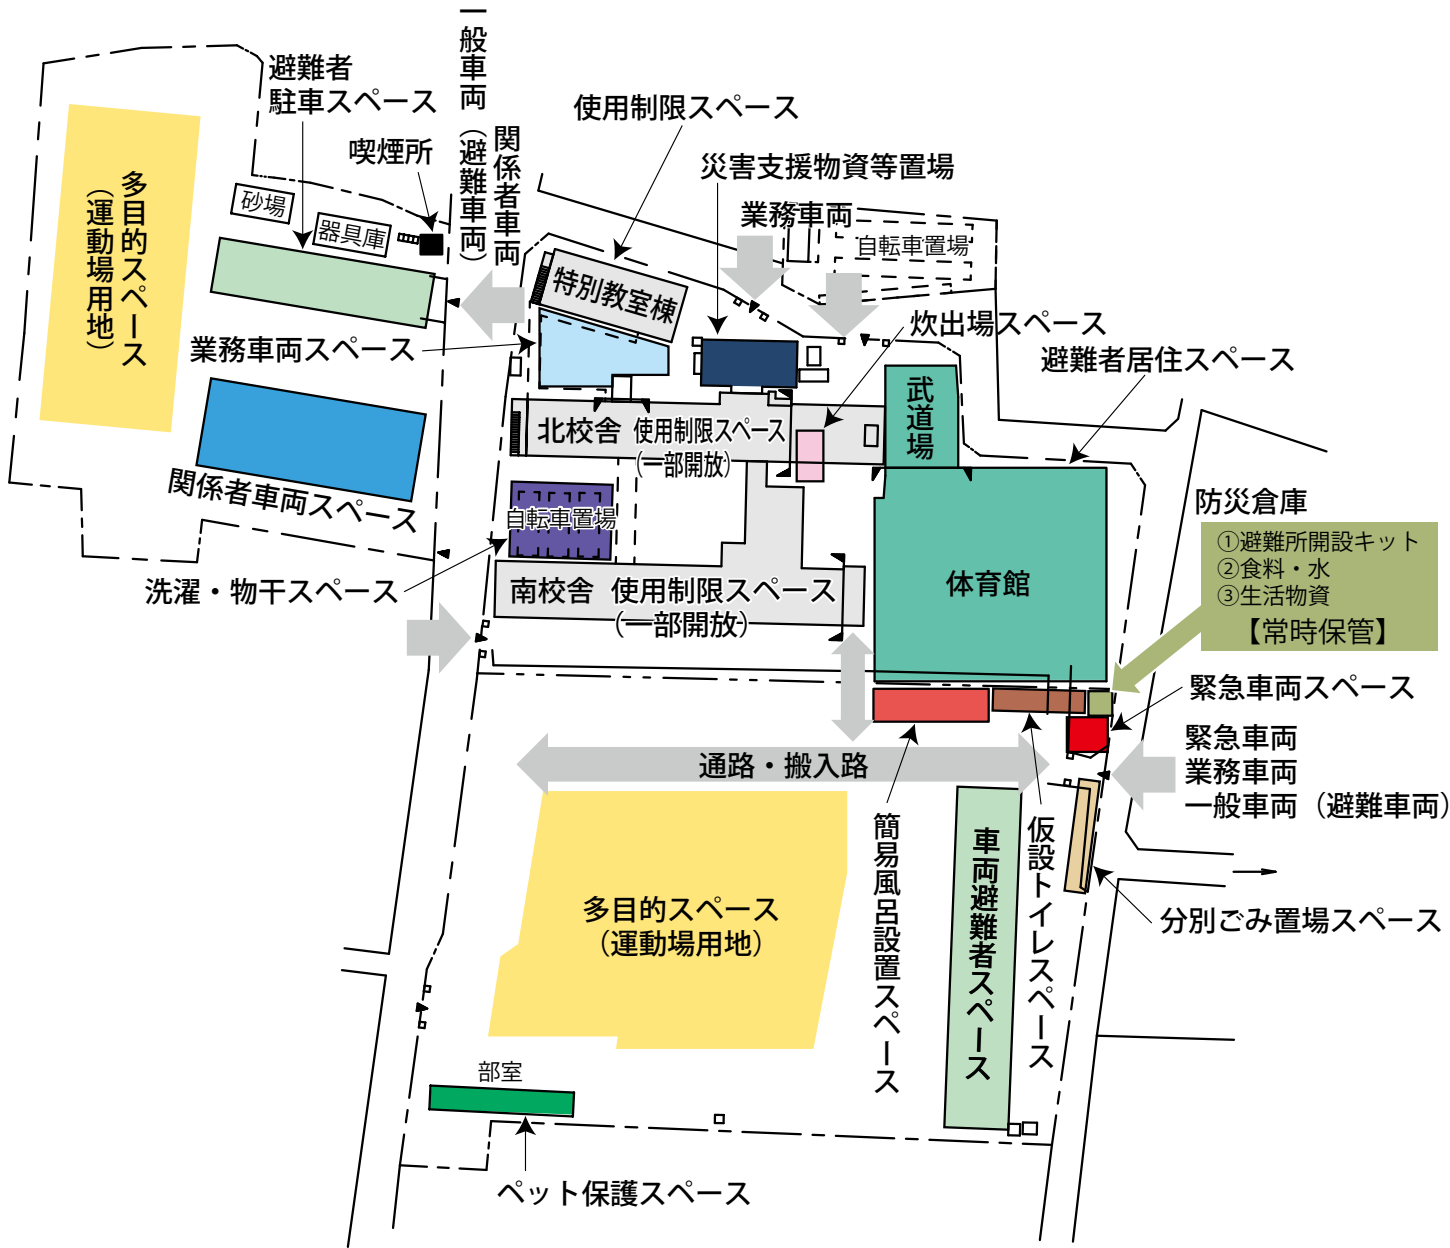 一般車両（避難車両）
関係者車両
避難者
駐車スペース
喫煙所
使用制限スペース
災害支援物資等置場
業務車両
自転車置場
砂場
器具庫
多目的スペース
（運動場用地）
特別教室棟
業務車両スペース
炊出場スペース
避難者居住スペース
武道場
北校舎 使用制限スペース
（一部開放）
関係者車両スペース
自転車置場
防災倉庫
①避難所開設キット
②食料・水
③生活物資
【常時保管】
洗濯・物干スペース
南校舎 使用制限スペース
（一部開放）
体育館
緊急車両スペース
緊急車両
業務車両
一般車両（避難車両）
通路・搬入路
簡易風呂設置スペース
車両避難者スペース
仮設トイレスペース
多目的スペース
（運動場用地）
分別ごみ置場スペース
部室
ペット保護スペース